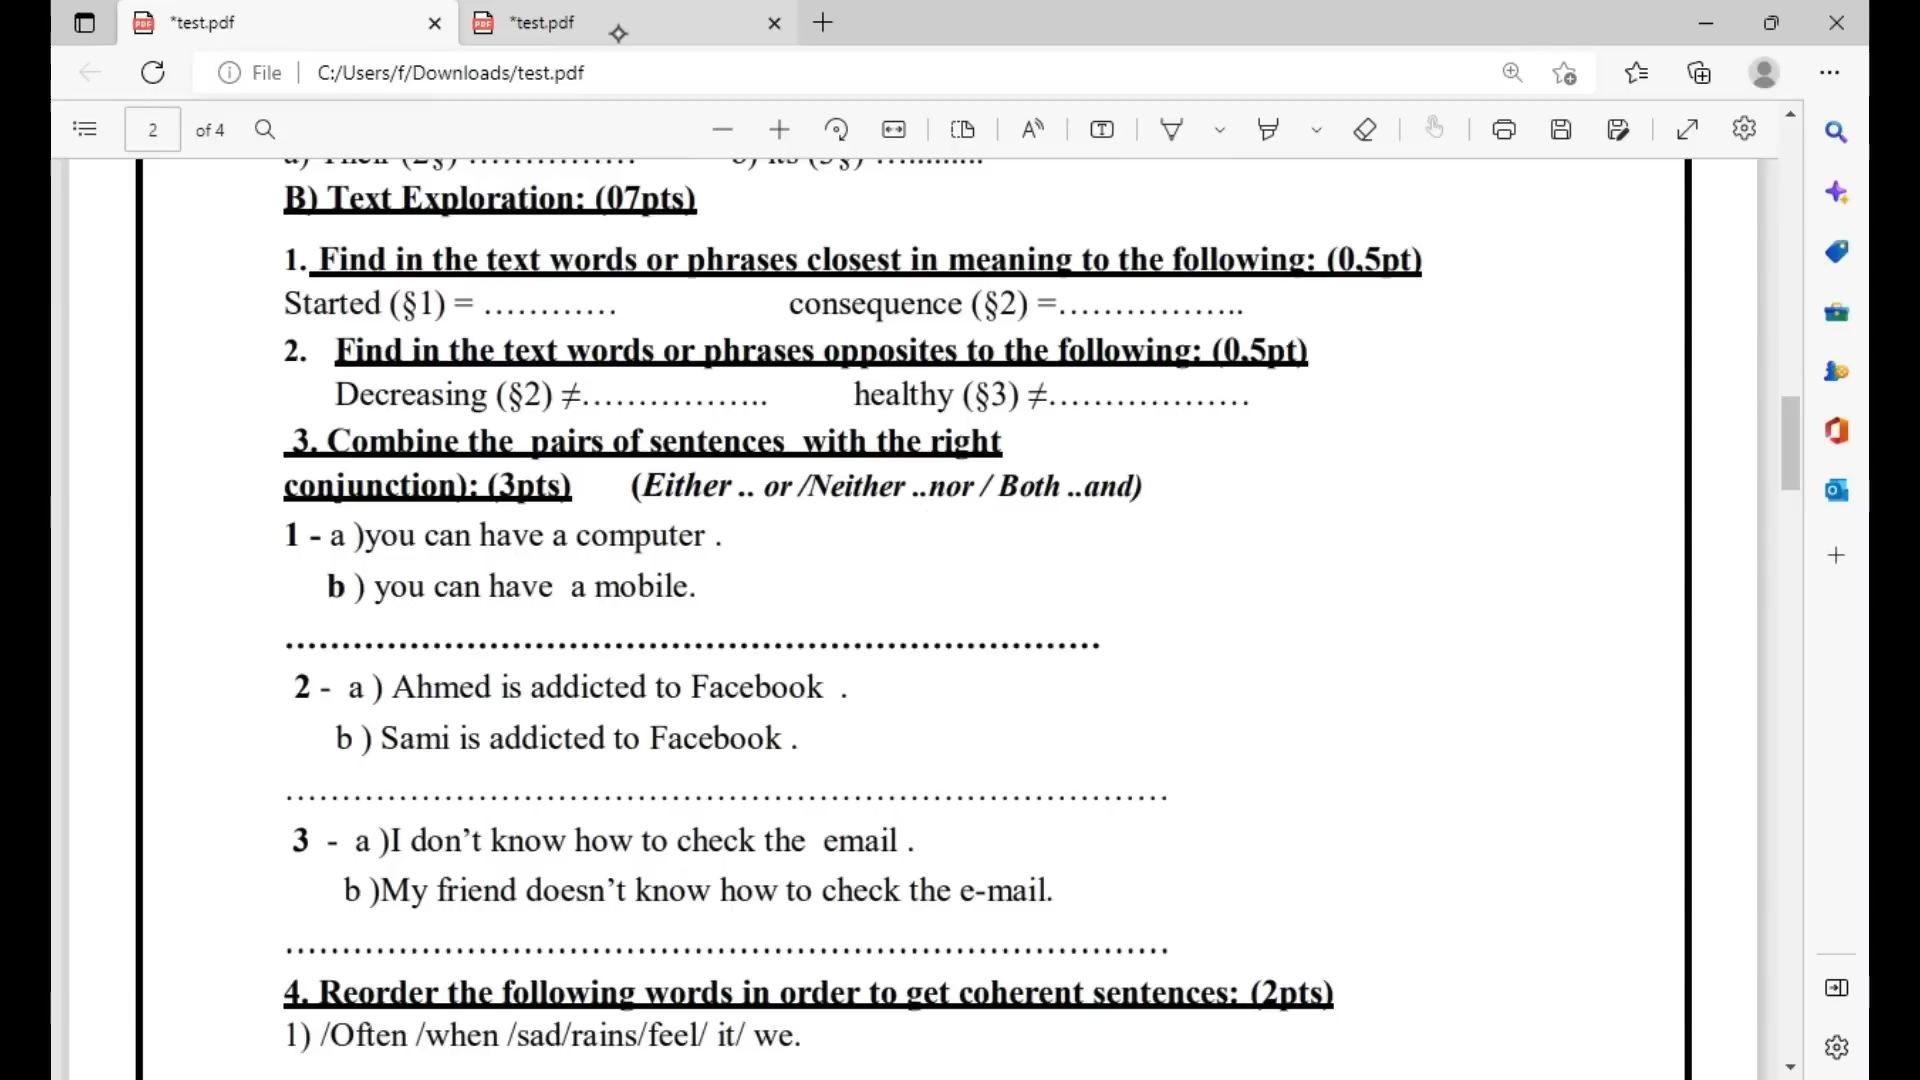 *test.pdf
*test.pdf
File
C:/Users/f/Downloads/test.pdf
2 of 4
B) Text Exploration: (07pts)
1. Find in the text words or phrases closest in meaning to the following: (0,5pt)
Started (§1) = ………… consequence (§2) =……………..
2. Find in the text words or phrases opposites to the following: (0,5pt)
Decreasing (§2) ≠…………….. healthy (§3) ≠………………
3. Combine the pairs of sentences with the right
conjunction): (3pts) (Either .. or /Neither ..nor / Both ..and)
1 - a )you can have a computer .
b ) you can have a mobile.
2 - a ) Ahmed is addicted to Facebook .
b ) Sami is addicted to Facebook .
3 - a )I don’t know how to check the email .
b )My friend doesn’t know how to check the e-mail.
4. Reorder the following words in order to get coherent sentences: (2pts)
1) /Often /when /sad/rains/feel/ it/ we.